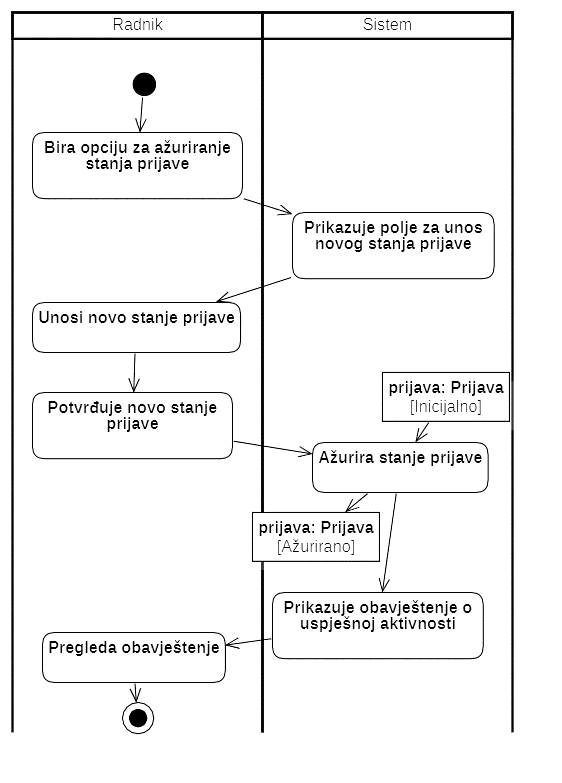 Radnik
Sistem
Bira opciju za ažuriranje
stanja prijave
Prikazuje polje za unos
novog stanja prijave
Unosi novo stanje prijave
prijava: Prijava
[Inicijalno]
Potvrđuje novo stanje
prijave
Ažurira stanje prijave
prijava: Prijava
[Ažurirano]
Prikazuje obavještenje o
uspješnoj aktivnosti
Pregleda obavještenje